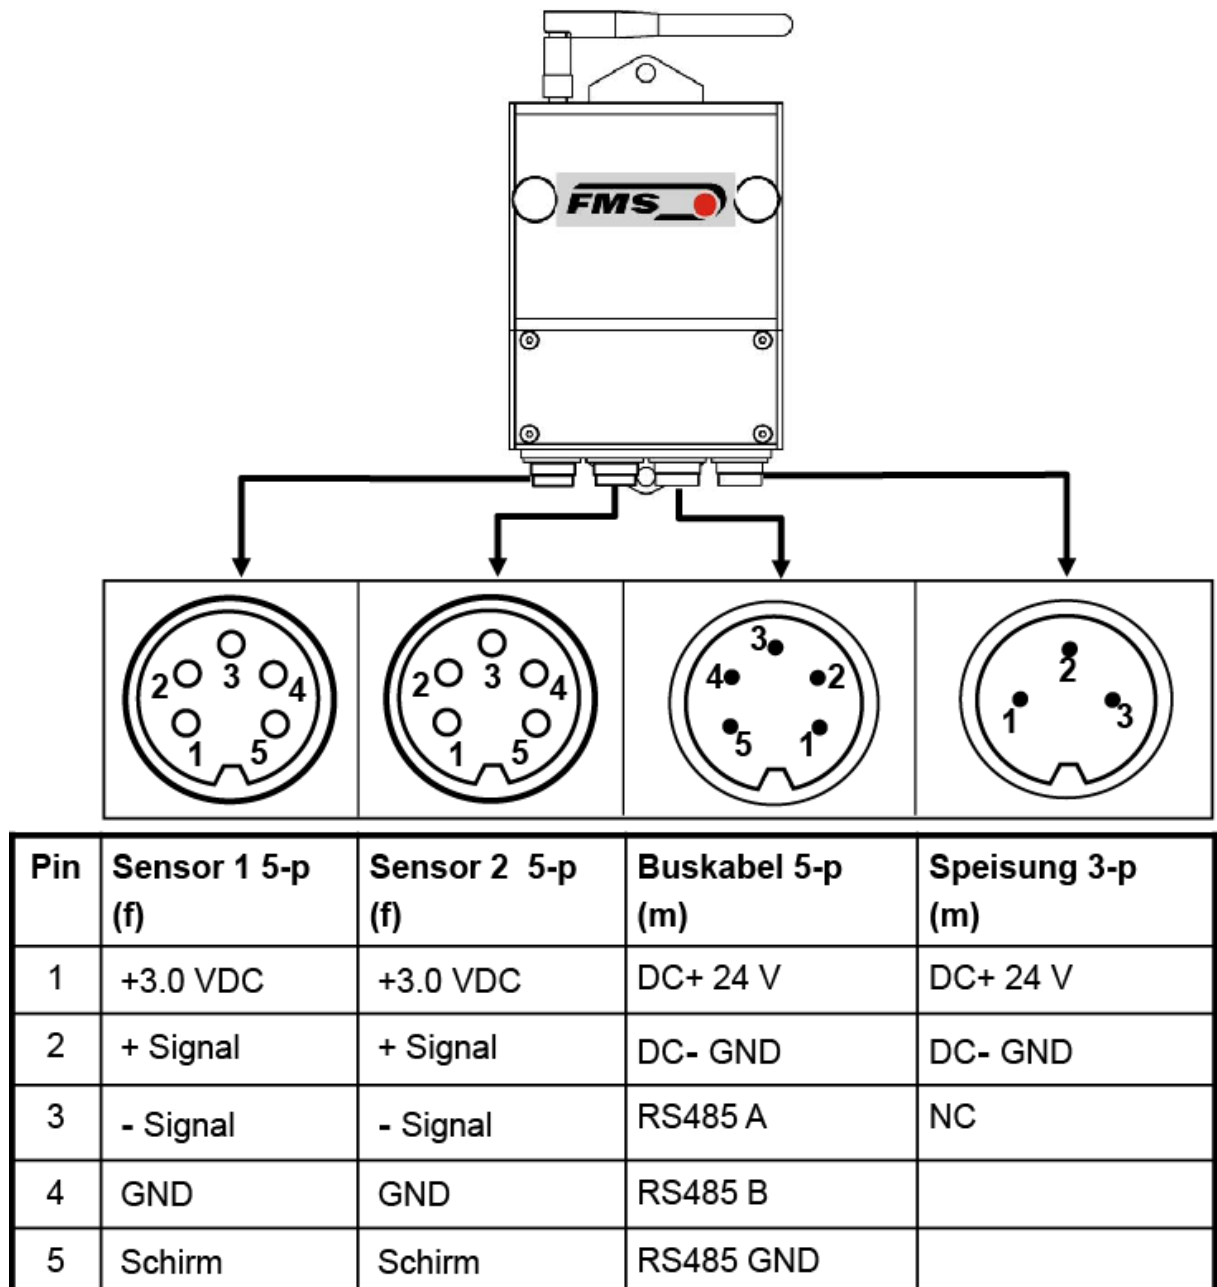 FMS
2 3 4 1 5
2 3 4 1 5
3 4 2 5 1
2 1 3
Pin Sensor 1 5-p (f) Sensor 2 5-p (f) Buskabel 5-p (m) Speisung 3-p (m)
1 +3.0 VDC +3.0 VDC DC+ 24 V DC+ 24 V
2 + Signal + Signal DC- GND DC- GND
3 - Signal - Signal RS485 A NC
4 GND GND RS485 B
5 Schirm Schirm RS485 GND